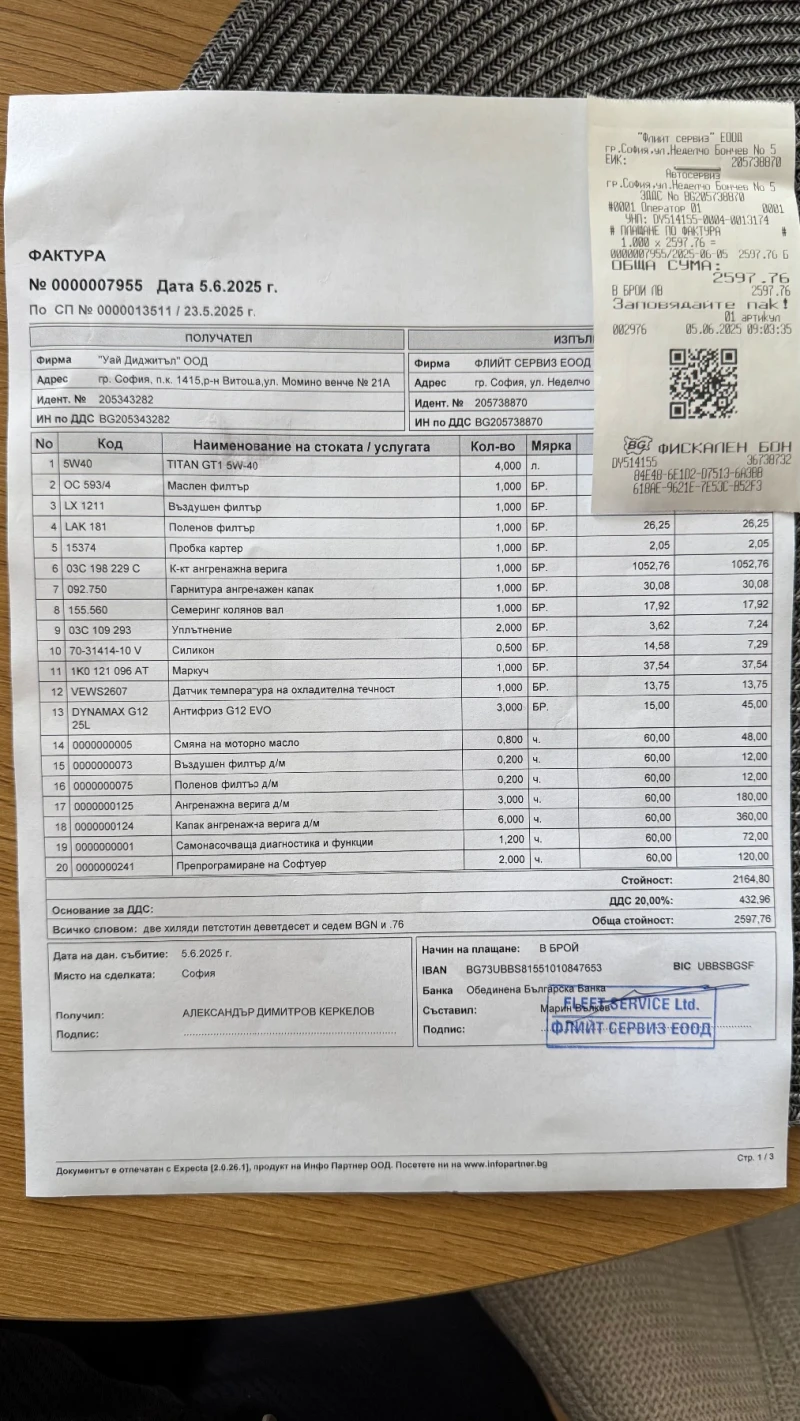 ФАКТУРА
№ 0000007955 Дата 5.6.2025 г.
По СП № 0000013511 / 23.5.2025 г.
ПОЛУЧАТЕЛ
Фирма "Уай Диджитъл" ООД
Адрес гр. София, п.к. 1415,р-н Витоша,ул. Момино венче № 21А
Идент. № 205343282
ИН по ДДС BG205343282
Фирма ФЛИЙТ СЕРВИЗ ЕООД
Адрес гр. София, ул. Неделчо
Идент. № 205738870
ИН по ДДС BG205738870
No Код Наименование на стоката / услугата Кол-во Мярка
1 5W40 TITAN GT1 5W-40 4,000 л.
2 OC 593/4 Маслен филтър 1,000 БР.
3 LX 1211 Въздушен филтър 1,000 БР.
4 LAK 181 Поленов филтър 1,000 БР. 26,25 26,25
5 15374 Пробка картер 1,000 БР. 2,05 2,05
6 03C 198 229 C К-кт ангренажна верига 1,000 БР. 1052,76 1052,76
7 092.750 Гарнитура ангренажен капак 1,000 БР. 30,08 30,08
8 155.560 Семеринг колянов вал 1,000 БР. 17,92 17,92
9 03C 109 293 Уплътнение 2,000 БР. 3,62 7,24
10 70-31414-10 V Силикон 0,500 БР. 14,58 7,29
11 1K0 121 096 AT Маркуч 1,000 БР. 37,54 37,54
12 VEWS2607 Датчик температура на охладителна течност 1,000 БР. 13,75 13,75
13 DYNAMAX G12 25L Антифриз G12 EVO 3,000 БР. 15,00 45,00
14 0000000005 Смяна на моторно масло 0,800 ч. 60,00 48,00
15 0000000073 Въздушен филтър д/м 0,200 ч. 60,00 12,00
16 0000000075 Поленов филтър д/м 0,200 ч. 60,00 12,00
17 0000000125 Ангренажна верига д/м 3,000 ч. 60,00 180,00
18 0000000124 Капак ангренажна верига д/м 6,000 ч. 60,00 360,00
19 0000000001 Самонасочваща диагностика и функции 1,200 ч. 60,00 72,00
20 0000000241 Препрограмиране на Софтуер 2,000 ч. 60,00 120,00
Стойност: 2164,80
Основание за ДДС: ДДС 20,00%: 432,96
Всичко словом: две хиляди петстотин деветдесет и седем BGN и .76 Обща стойност: 2597,76
Дата на дан. събитие: 5.6.2025 г.
Място на сделката: София
Получил: АЛЕКСАНДЪР ДИМИТРОВ КЕРКЕЛОВ
Подпис:
Начин на плащане: В БРОЙ
IBAN BG73UBBS81551010847653 BIC UBBSBGSF
Банка Обединена Българска Банка
Съставил: Марин Вълков
Подпис:
FLEET SERVICE Ltd.
ФЛИЙТ СЕРВИЗ ЕООД
Документът е отпечатан с Expecta [2.0.26.1], продукт на Инфо Партнер ООД. Посетете ни на www.infopartner.bg
Стр. 1 / 3
"Флийт сервиз" ЕООД
гр.София,ул.Неделчо Бончев No 5
ЕИК: 205738870
Автосервиз
гр.София,ул.Неделчо Бончев No 5
ЗДДС No BG205738870
#0001 Оператор 01 0001
УНП: DY514155-0004-0013174
# ПЛАЩАНЕ ПО ФАКТУРА #
1.000 x 2597.76 =
0000007955/2025-06-05 2597.76 Б
ОБЩА СУМА:
2597.76
В БРОЙ ЛВ 2597.76
Заповядайте пак!
01 артикул
002976 05.06.2025 09:03:35
BG ФИСКАЛЕН БОН
DY514155 36738732